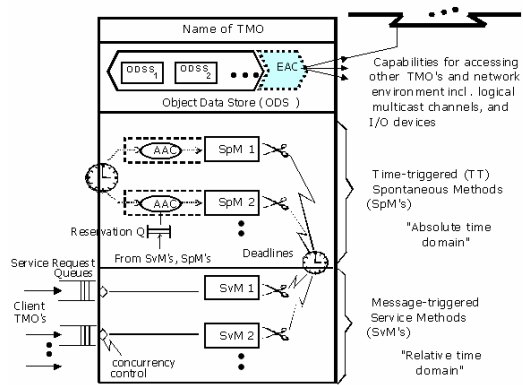 Name of TMO
ODSS1
ODSS2
EAC
Object Data Store ( ODS )
Capabilities for accessing
other TMO's and network
environment incl. logical
multicast channels, and
I/O devices
AAC
SpM 1
AAC
SpM 2
Reservation Q
From SvM's, SpM's
Deadlines
Time-triggered (TT)
Spontaneous Methods
(SpM's)
"Absolute time
domain"
Service Request
Queues
Client
TMO's
SvM 1
SvM 2
concurrency
control
Message-triggered
Service Methods
(SvM's)
"Relative time
domain"